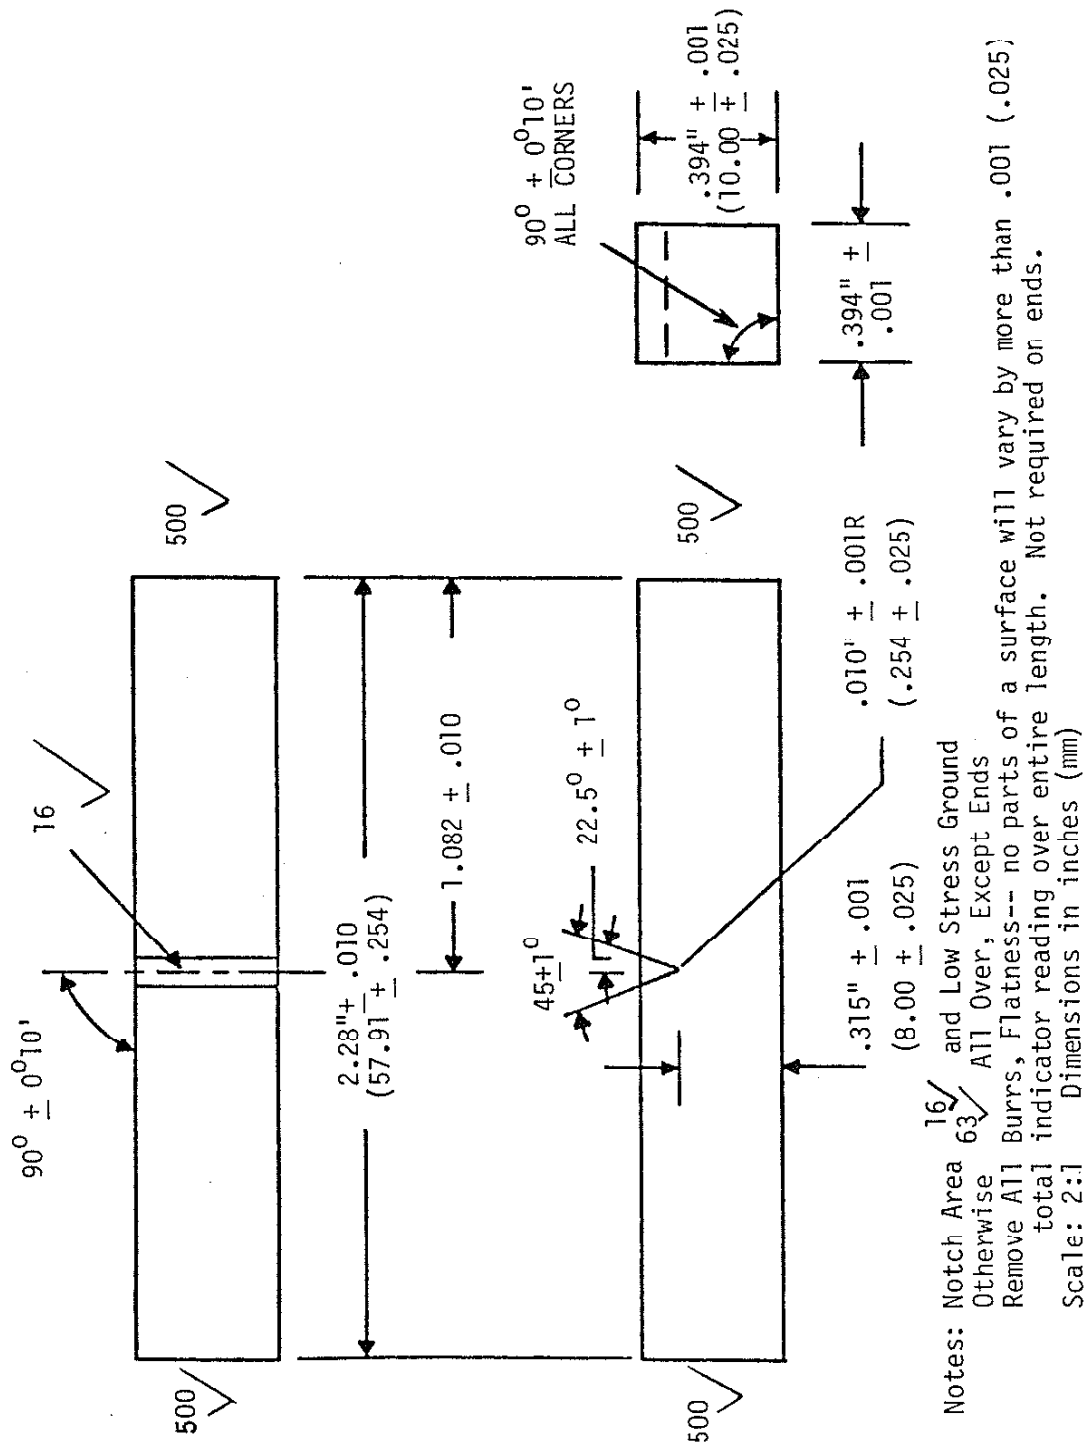 90° ± 0°10'
16
500
500
2.28"± .010
(57.91 ± .254)
1.082 ± .010
90° ± 0°10'
ALL CORNERS
45±1°
22.5° ± 1°
500
500
.394" ± .001
(10.00 ± .025)
.394" ±
.001
.315" ± .001
(8.00 ± .025)
.010' ± .001R
(.254 ± .025)
Notes: Notch Area 16√ and Low Stress Ground
Otherwise 63√ All Over, Except Ends
Remove All Burrs, Flatness-- no parts of a surface will vary by more than .001 (.025)
total indicator reading over entire length. Not required on ends.
Scale: 2:1 Dimensions in inches (mm)